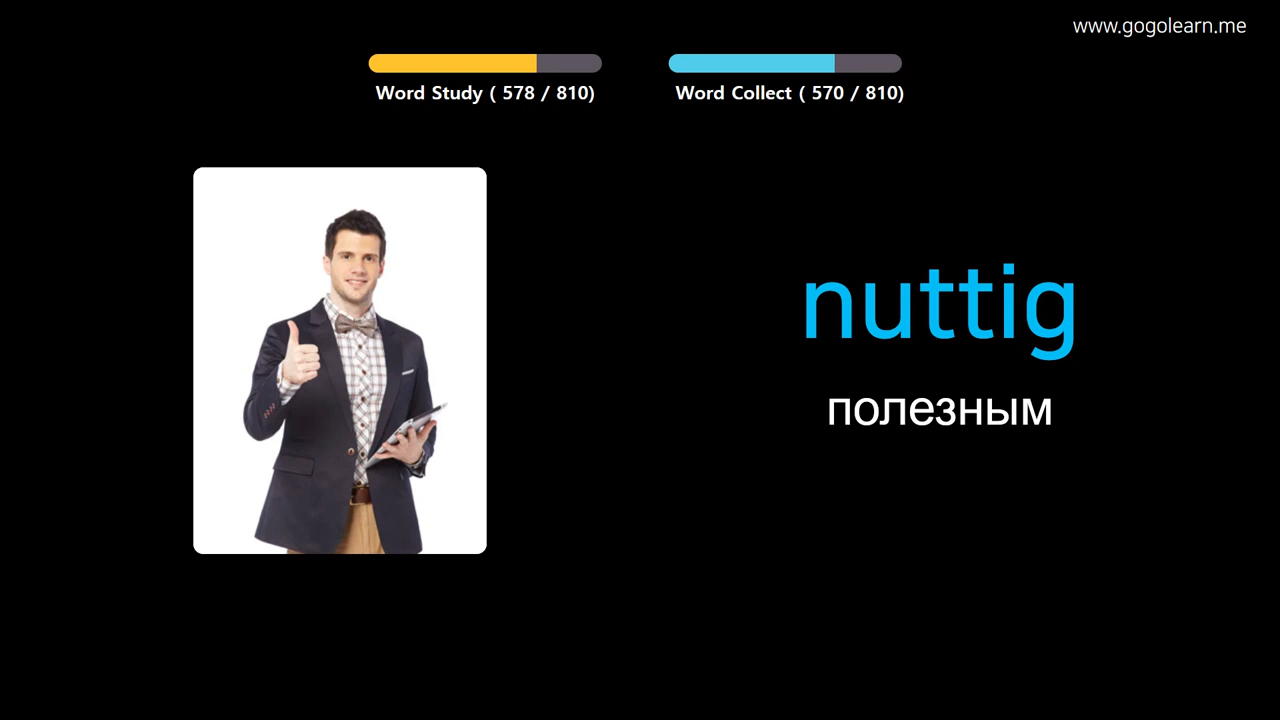 www.gogolearn.me
Word Study ( 578 / 810)
Word Collect ( 570 / 810)
nuttig
полезным